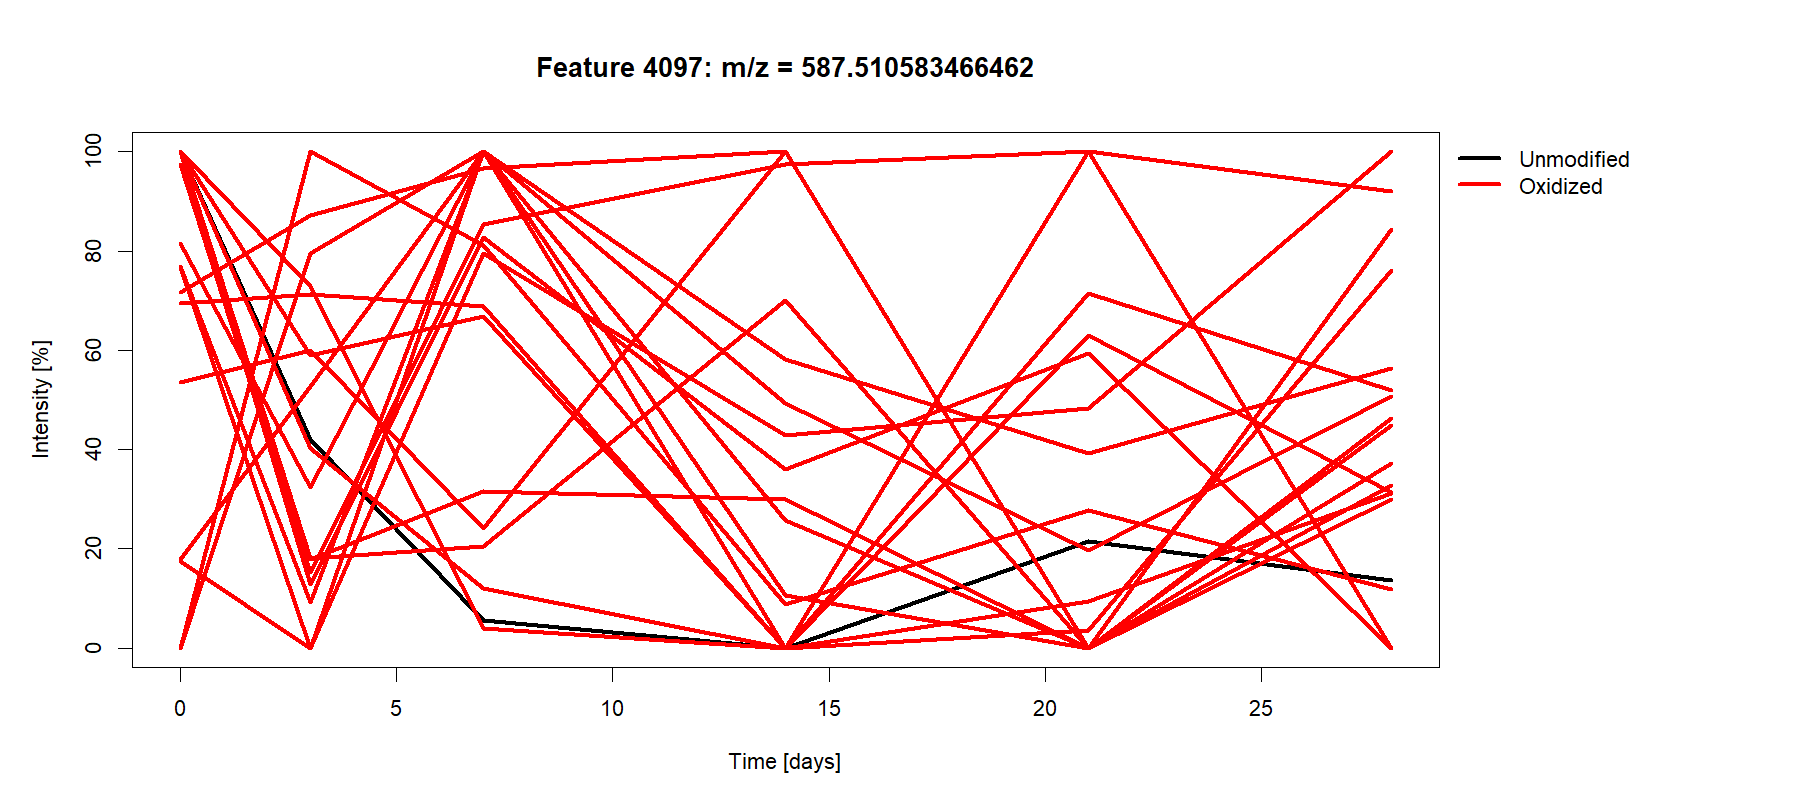 Feature 4097: m/z = 587.510583466462
Unmodified
Oxidized
Intensity [%]
100
80
60
40
20
0
0 5 10 15 20 25
Time [days]